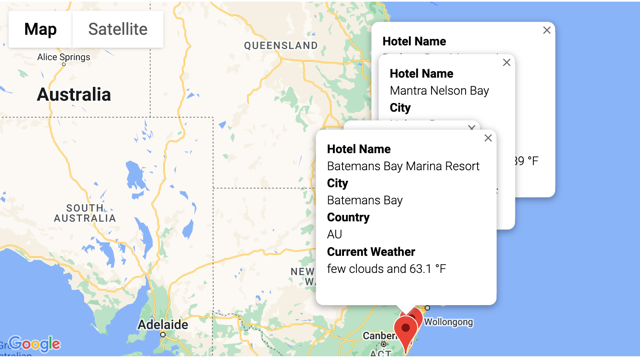 Map
Satellite
Alice Springs
Australia
QUEENSLAND
SOUTH
AUSTRALIA
Adelaide
Google
Hotel Name
Hotel Name
Mantra Nelson Bay
City
°F
Hotel Name
Batemans Bay Marina Resort
City
Batemans Bay
Country
AU
Current Weather
few clouds and 63.1 °F
NEW
Wollongong
Canber
ACT